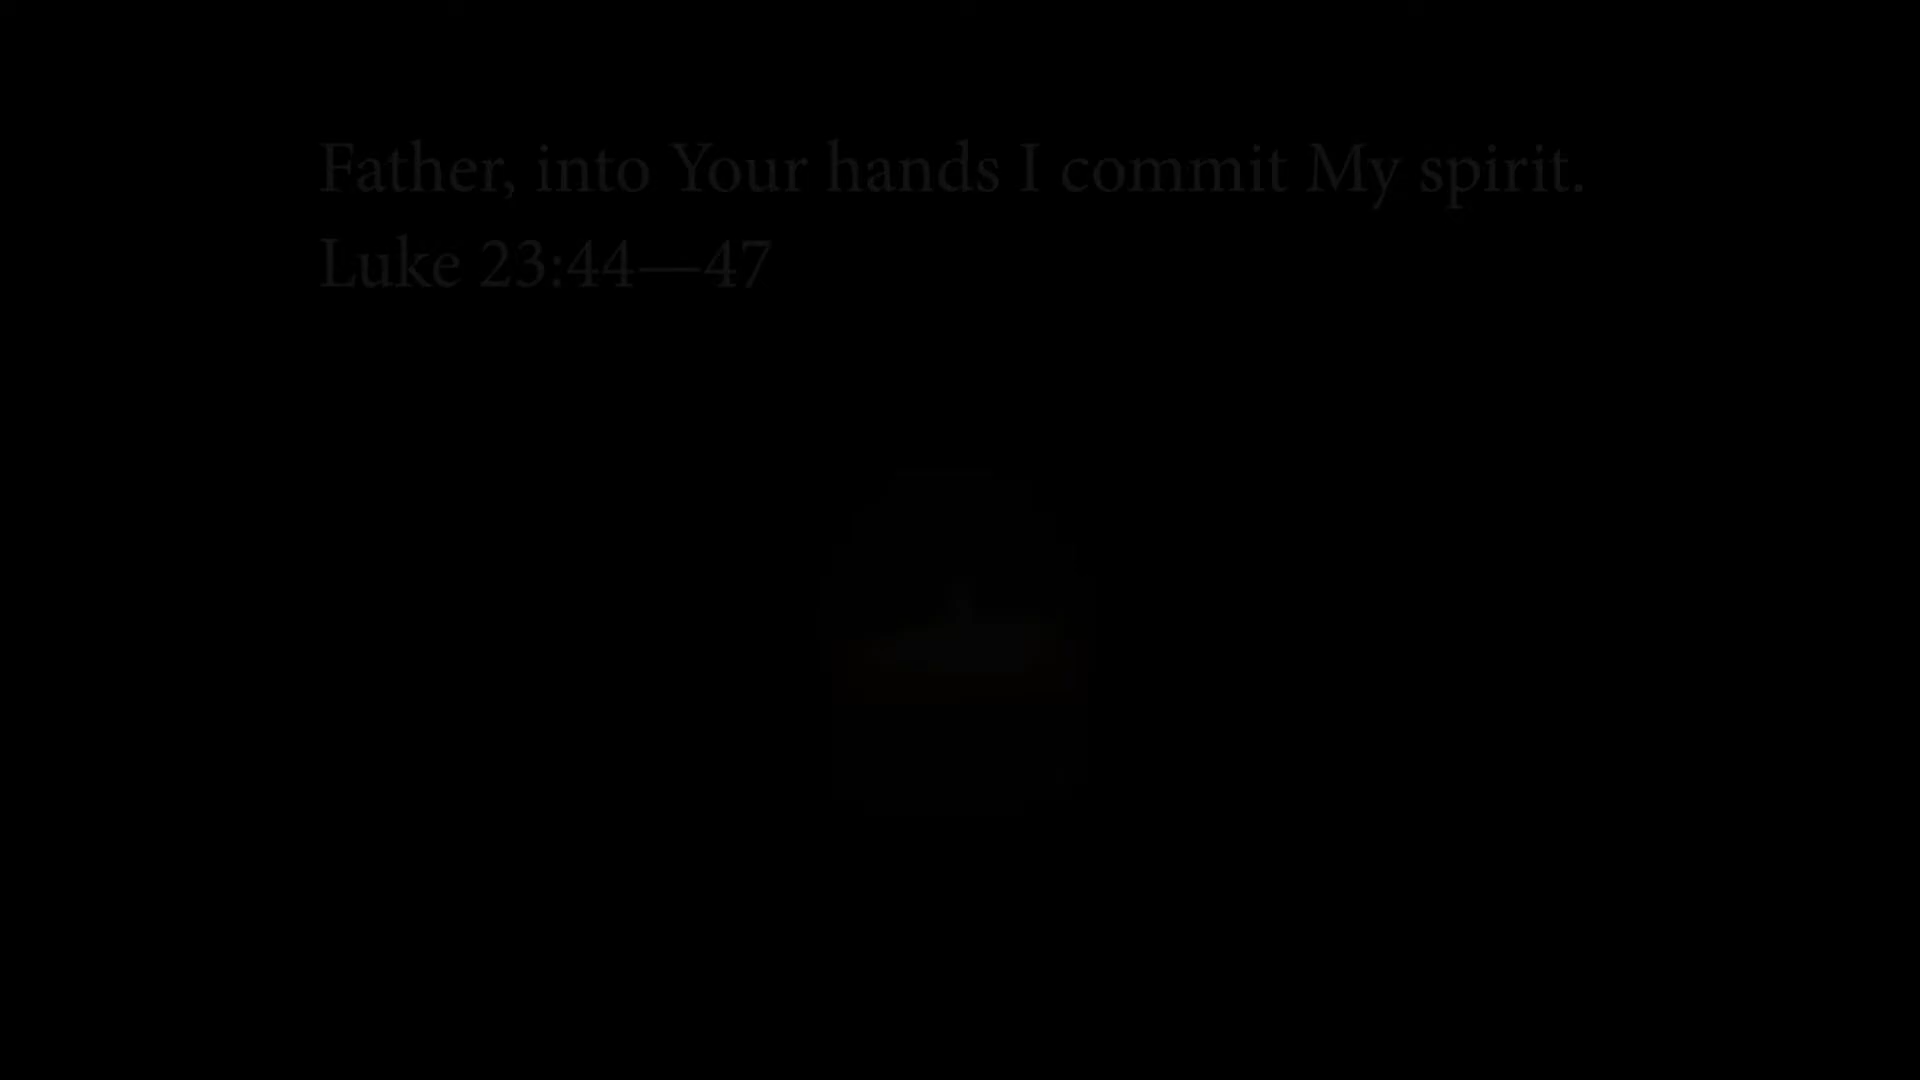 Father, into Your hands I commit My spirit.
Luke 23:44—47